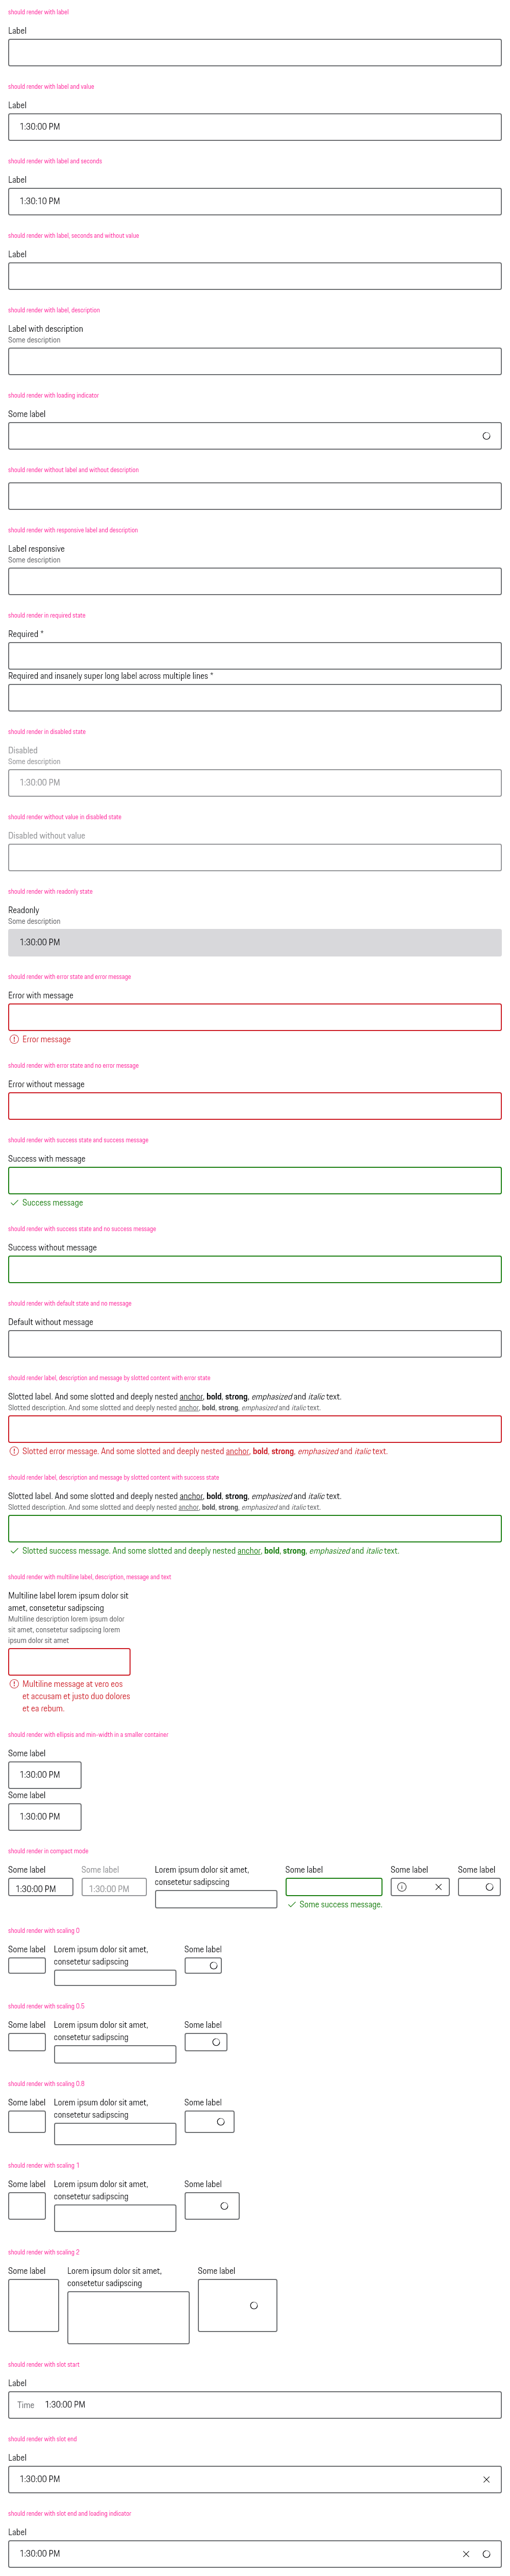 should render with label
Label
should render with label and value
Label
1:30:00 PM
should render with label and seconds
Label
1:30:10 PM
should render with label, seconds and without value
Label
should render with label, description
Label with description
Some description
should render with loading indicator
Some label
should render without label and without description
should render with responsive label and description
Label responsive
Some description
should render in required state
Required *
Required and insanely super long label across multiple lines *
should render in disabled state
Disabled
Some description
1:30:00 PM
should render without value in disabled state
Disabled without value
should render with readonly state
Readonly
Some description
1:30:00 PM
should render with error state and error message
Error with message
Error message
should render with error state and no error message
Error without message
should render with success state and success message
Success with message
Success message
should render with success state and no success message
Success without message
should render with default state and no message
Default without message
should render label, description and message by slotted content with error state
Slotted label. And some slotted and deeply nested anchor, bold, strong, emphasized and italic text.
Slotted description. And some slotted and deeply nested anchor, bold, strong, emphasized and italic text.
Slotted error message. And some slotted and deeply nested anchor, bold, strong, emphasized and italic text.
should render label, description and message by slotted content with success state
Slotted label. And some slotted and deeply nested anchor, bold, strong, emphasized and italic text.
Slotted description. And some slotted and deeply nested anchor, bold, strong, emphasized and italic text.
Slotted success message. And some slotted and deeply nested anchor, bold, strong, emphasized and italic text.
should render with multiline label, description, message and text
Multiline label lorem ipsum dolor sit
amet, consetetur sadipscing
Multiline description lorem ipsum dolor
sit amet, consetetur sadipscing lorem
ipsum dolor sit amet
Multiline message at vero eos
et accusam et justo duo dolores
et ea rebum.
should render with ellipsis and min-width in a smaller container
Some label
1:30:00 PM
Some label
1:30:00 PM
should render in compact mode
Some label
1:30:00 PM
Some label
1:30:00 PM
Lorem ipsum dolor sit amet,
consetetur sadipscing
Some label
Some success message.
Some label
Some label
should render with scaling 0
Some label
Lorem ipsum dolor sit amet,
consetetur sadipscing
Some label
should render with scaling 0.5
Some label
Lorem ipsum dolor sit amet,
consetetur sadipscing
Some label
should render with scaling 0.8
Some label
Lorem ipsum dolor sit amet,
consetetur sadipscing
Some label
should render with scaling 1
Some label
Lorem ipsum dolor sit amet,
consetetur sadipscing
Some label
should render with scaling 2
Some label
Lorem ipsum dolor sit amet,
consetetur sadipscing
Some label
should render with slot start
Label
Time 1:30:00 PM
should render with slot end
Label
1:30:00 PM
should render with slot end and loading indicator
Label
1:30:00 PM